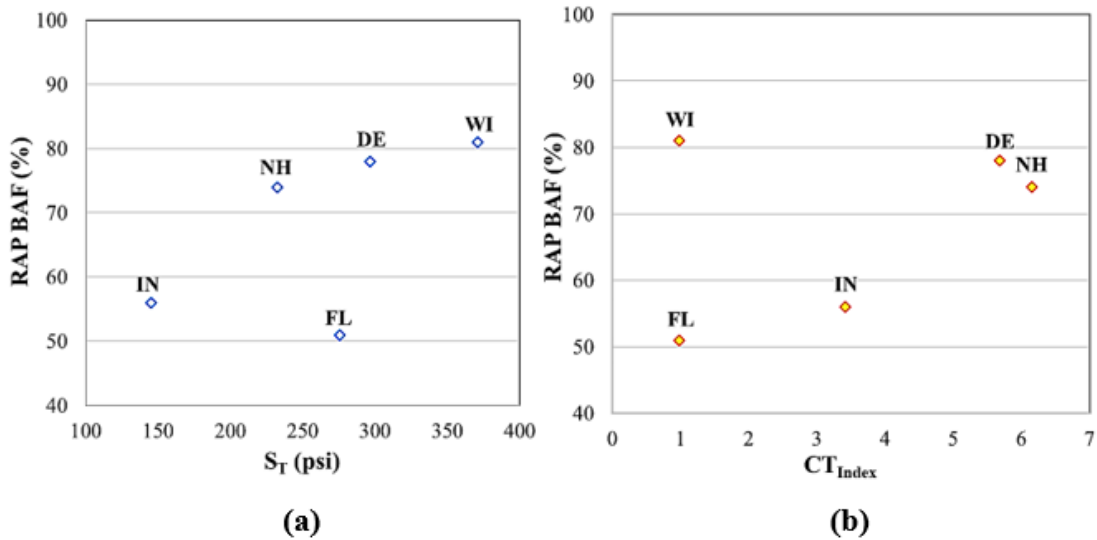 RAP BAF (%)
100
90
80
70
60
50
40
WI
DE
NH
IN
FL
100 150 200 250 300 350 400
S_T (psi)
(a)
RAP BAF (%)
100
90
80
70
60
50
40
WI
DE
NH
IN
FL
0 1 2 3 4 5 6 7
CT_Index
(b)